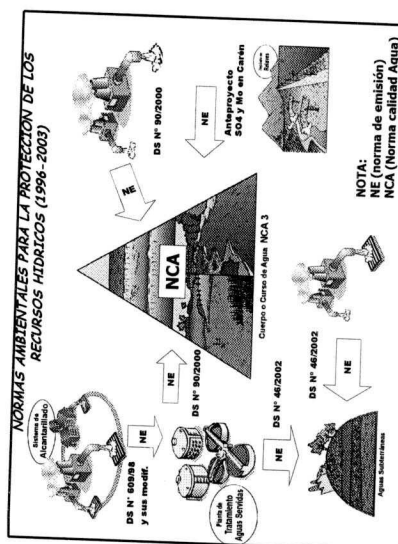 NORMAS AMBIENTALES PARA LA PROTECCION DE LOS
RECURSOS HIDRICOS (1996-2003)
Sistema de
Alcantarillado
DS N° 609/98
y sus modif.
NE
Planta de
Tratamiento
Aguas Servidas
NE
DS N° 90/2000
NE
DS N° 46/2002
Aguas Subterráneas
NE
DS N° 46/2002
NCA
Cuerpo o Curso de Agua NCA 3
NE
DS N° 90/2000
NE
Anteproyecto
SO4 y Mo en Carén
NOTA:
NE (norma de emisión)
NCA (Norma calidad Agua)